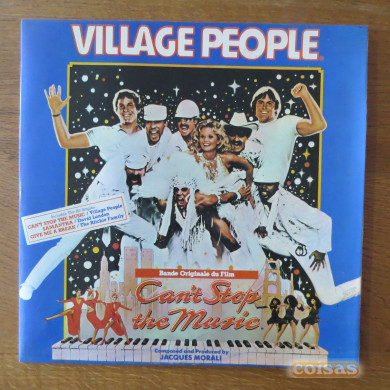 VILLAGE PEOPLE
CAN'T STOP THE MUSIC / Village People
SAMANTHA / David London
GIVE ME A BREAK / The Ritchie Family
Bande Originale du Film
Can't Stop
the Music
Composed and Produced by
JACQUES MORALI
coisas